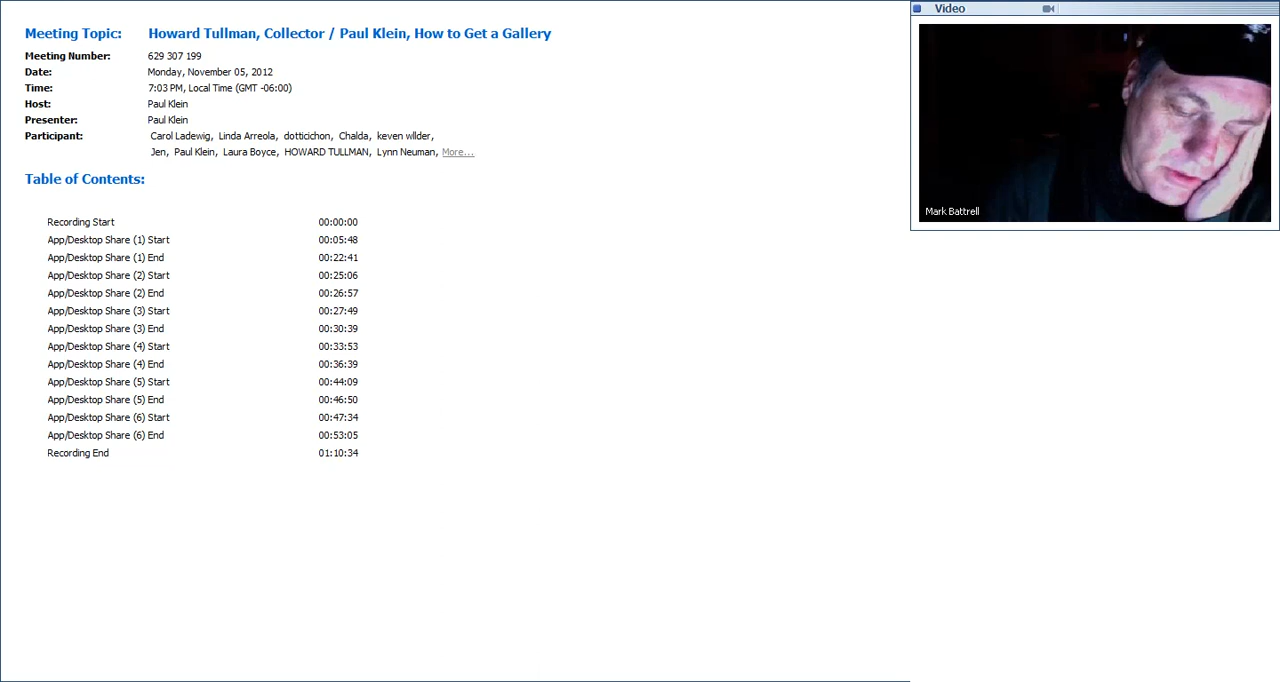 Meeting Topic: Howard Tullman, Collector / Paul Klein, How to Get a Gallery
Meeting Number: 629 307 199
Date: Monday, November 05, 2012
Time: 7:03 PM, Local Time (GMT -06:00)
Host: Paul Klein
Presenter: Paul Klein
Participant: Carol Ladewig, Linda Arreola, dotticichon, Chalda, keven wllder,
Jen, Paul Klein, Laura Boyce, HOWARD TULLMAN, Lynn Neuman, More...
Table of Contents:
Recording Start 00:00:00
App/Desktop Share (1) Start 00:05:48
App/Desktop Share (1) End 00:22:41
App/Desktop Share (2) Start 00:25:06
App/Desktop Share (2) End 00:26:57
App/Desktop Share (3) Start 00:27:49
App/Desktop Share (3) End 00:30:39
App/Desktop Share (4) Start 00:33:53
App/Desktop Share (4) End 00:36:39
App/Desktop Share (5) Start 00:44:09
App/Desktop Share (5) End 00:46:50
App/Desktop Share (6) Start 00:47:34
App/Desktop Share (6) End 00:53:05
Recording End 01:10:34
Video
Mark Battrell